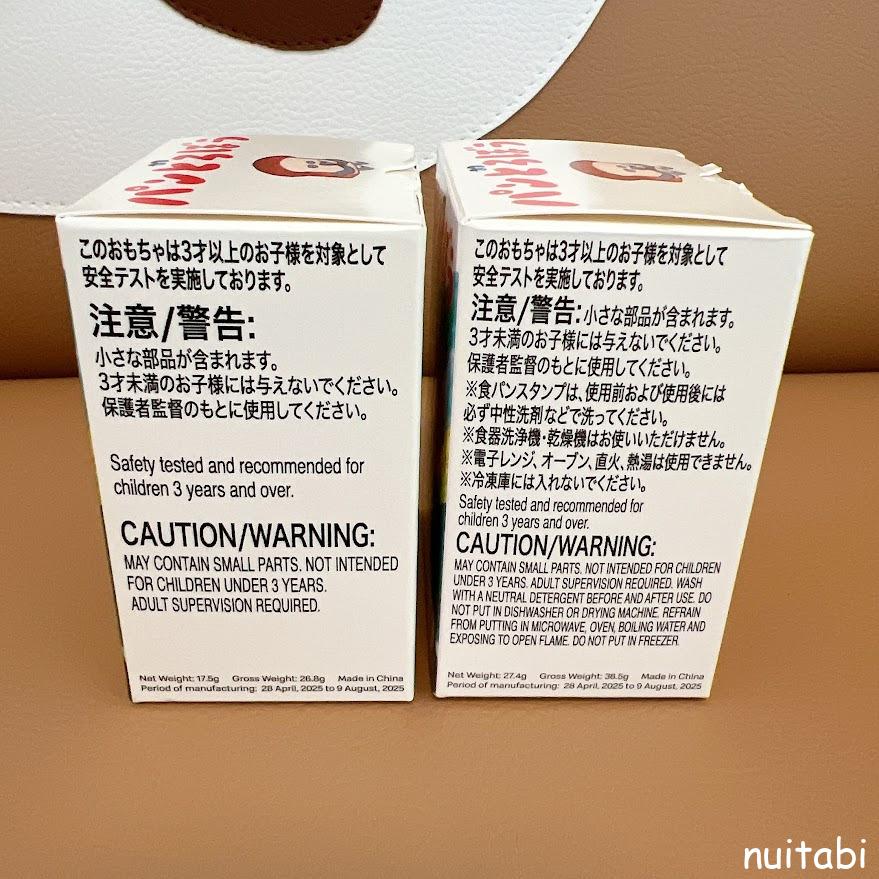 パンどろぼう
このおもちゃは3才以上のお子様を対象として
安全テストを実施しております。
注意/警告:
小さな部品が含まれます。
3才未満のお子様には与えないでください。
保護者監督のもとに使用してください。
Safety tested and recommended for
children 3 years and over.
CAUTION/WARNING:
MAY CONTAIN SMALL PARTS. NOT INTENDED
FOR CHILDREN UNDER 3 YEARS.
ADULT SUPERVISION REQUIRED.
Net Weight: 17.5g Gross Weight: 26.8g Made in China
Period of manufacturing: 28 April, 2025 to 9 August, 2025
パンどろぼう
このおもちゃは3才以上のお子様を対象として
安全テストを実施しております。
注意/警告:小さな部品が含まれます。
3才未満のお子様には与えないでください。
保護者監督のもとに使用してください。
※食パンスタンプは、使用前および使用後には
必ず中性洗剤などで洗ってください。
※食器洗浄機・乾燥機はお使いいただけません。
※電子レンジ、オーブン、直火、熱湯は使用できません。
※冷凍庫には入れないでください。
Safety tested and recommended for
children 3 years and over.
CAUTION/WARNING:
MAY CONTAIN SMALL PARTS. NOT INTENDED FOR CHILDREN
UNDER 3 YEARS. ADULT SUPERVISION REQUIRED. WASH
WITH A NEUTRAL DETERGENT BEFORE AND AFTER USE. DO
NOT PUT IN DISHWASHER OR DRYING MACHINE. REFRAIN
FROM PUTTING IN MICROWAVE, OVEN, BOILING WATER AND
EXPOSING TO OPEN FLAME. DO NOT PUT IN FREEZER.
Net Weight: 27.4g Gross Weight: 36.5g Made in China
Period of manufacturing: 28 April, 2025 to 9 August, 2025
nuitabi